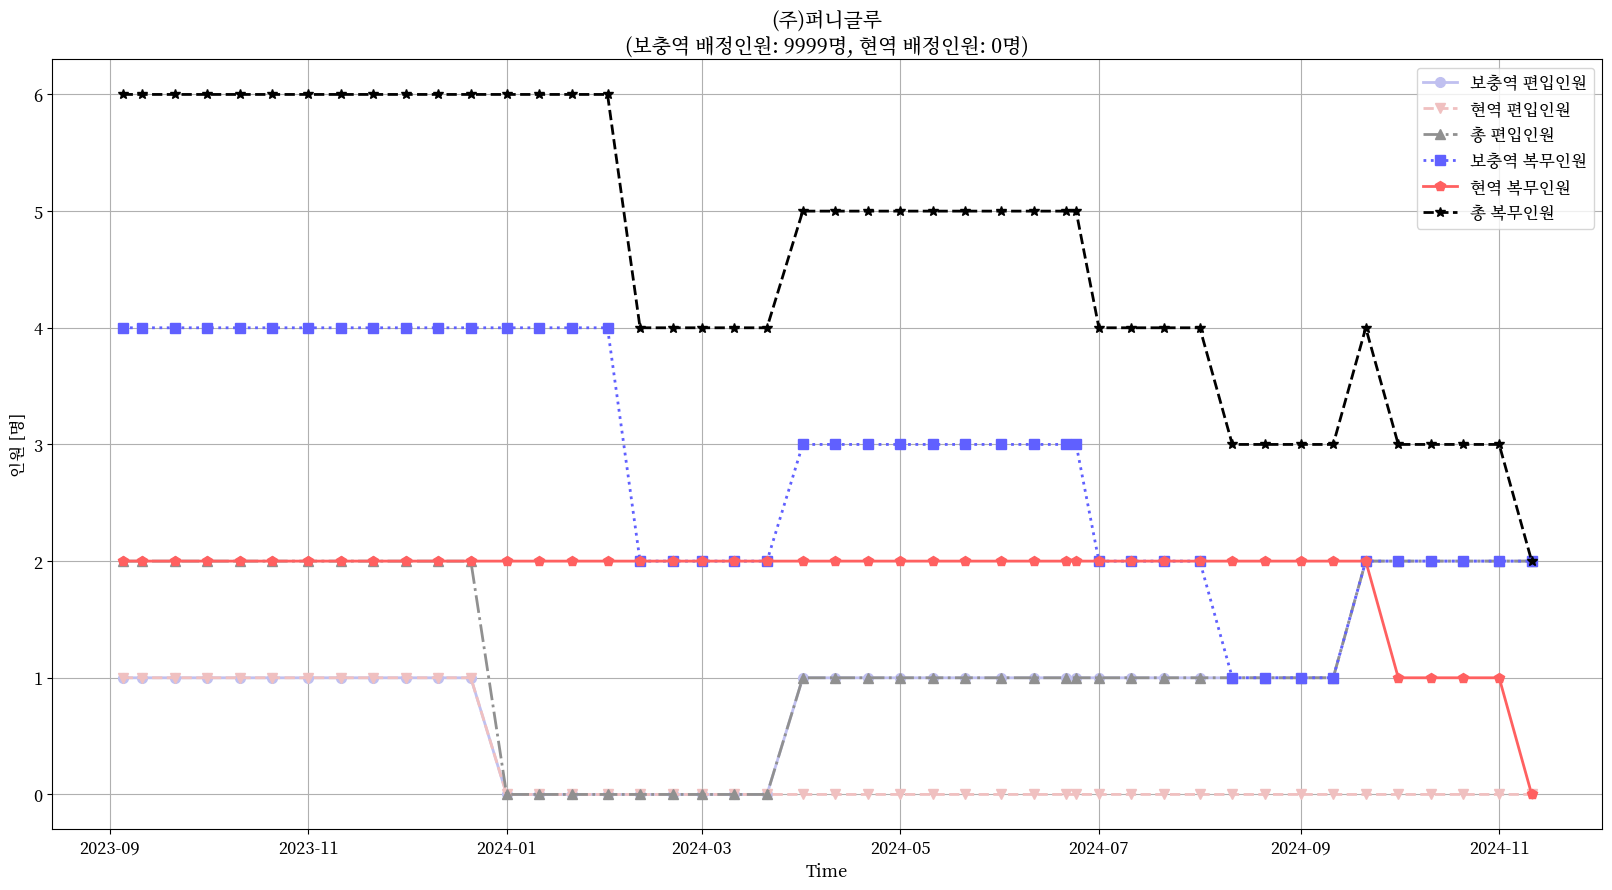 (주)퍼니글루
(보충역 배정인원: 9999명, 현역 배정인원: 0명)
보충역 편입인원
현역 편입인원
총 편입인원
보충역 복무인원
현역 복무인원
총 복무인원
인원 [명]
6
5
4
3
2
1
0
2023-09
2023-11
2024-01
2024-03
2024-05
2024-07
2024-09
2024-11
Time